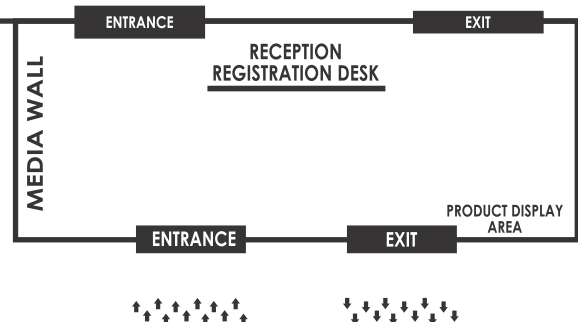 ENTRANCE
EXIT
RECEPTION
REGISTRATION DESK
MEDIA WALL
PRODUCT DISPLAY
AREA
ENTRANCE
EXIT